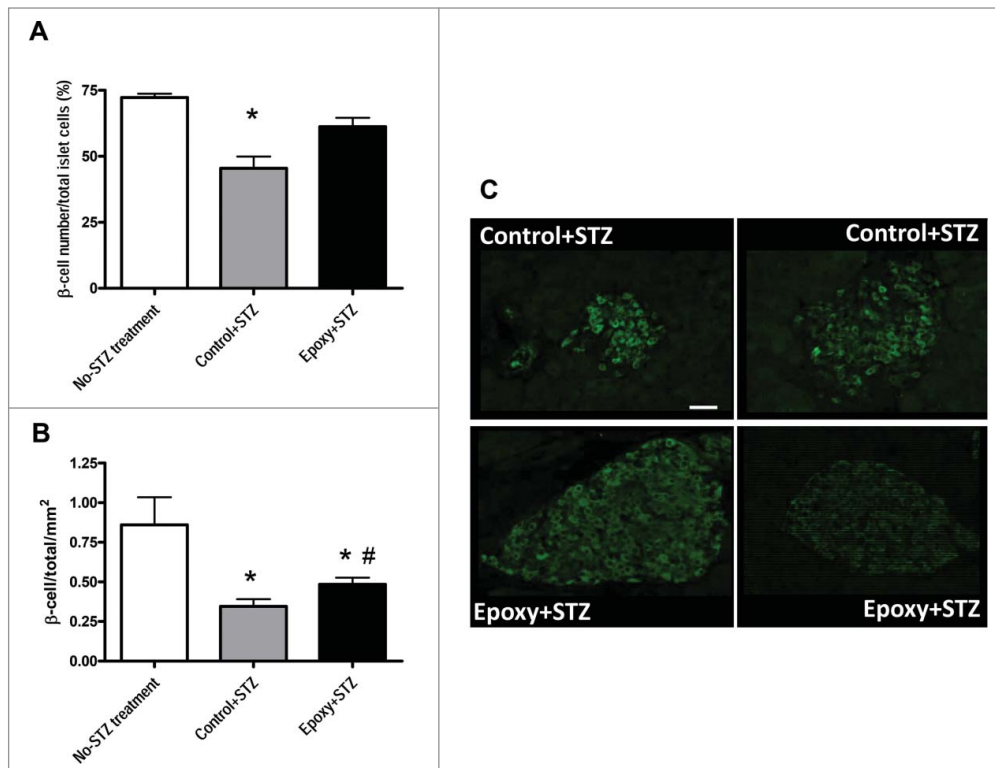 A
β-cell number/total islet cells (%)
75
50
25
0
*
No-STZ treatment
Control+STZ
Epoxy+STZ
B
β-cell/total/mm²
1.25
1.00
0.75
0.50
0.25
0.00
*
* #
No-STZ treatment
Control+STZ
Epoxy+STZ
C
Control+STZ
Control+STZ
Epoxy+STZ
Epoxy+STZ